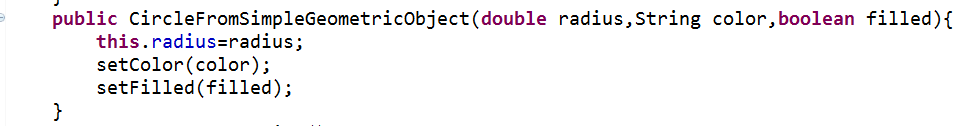 public CircleFromSimpleGeometricObject(double radius,String color,boolean filled){
this.radius=radius;
setColor(color);
setFilled(filled);
}